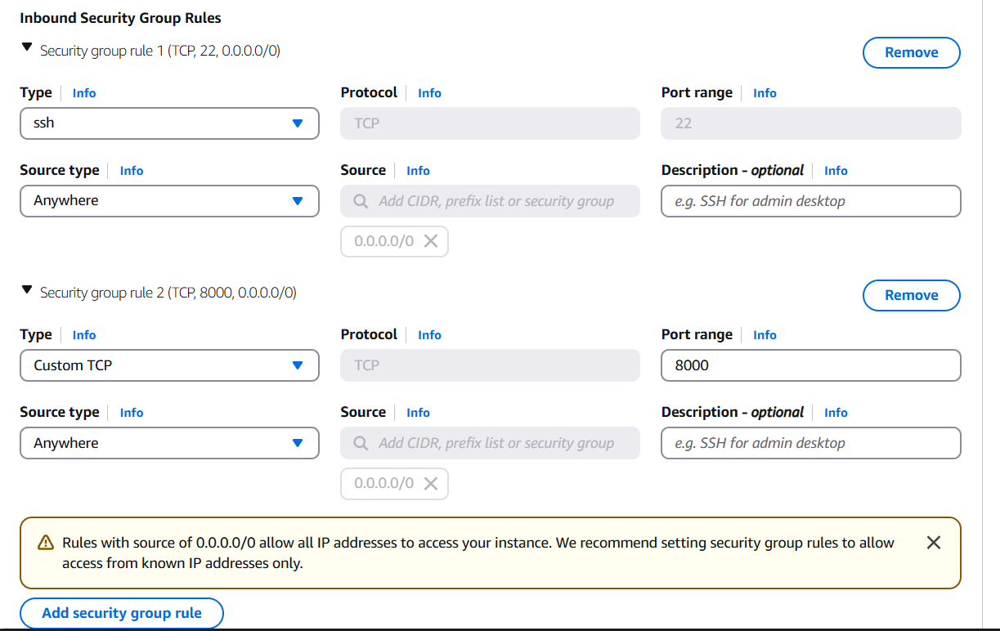 Inbound Security Group Rules
Security group rule 1 (TCP, 22, 0.0.0.0/0)
Remove
Type Info Protocol Info Port range Info
ssh TCP 22
Source type Info Source Info Description - optional Info
Anywhere Add CIDR, prefix list or security group e.g. SSH for admin desktop
0.0.0.0/0
Security group rule 2 (TCP, 8000, 0.0.0.0/0)
Remove
Type Info Protocol Info Port range Info
Custom TCP TCP 8000
Source type Info Source Info Description - optional Info
Anywhere Add CIDR, prefix list or security group e.g. SSH for admin desktop
0.0.0.0/0
Rules with source of 0.0.0.0/0 allow all IP addresses to access your instance. We recommend setting security group rules to allow
access from known IP addresses only.
Add security group rule